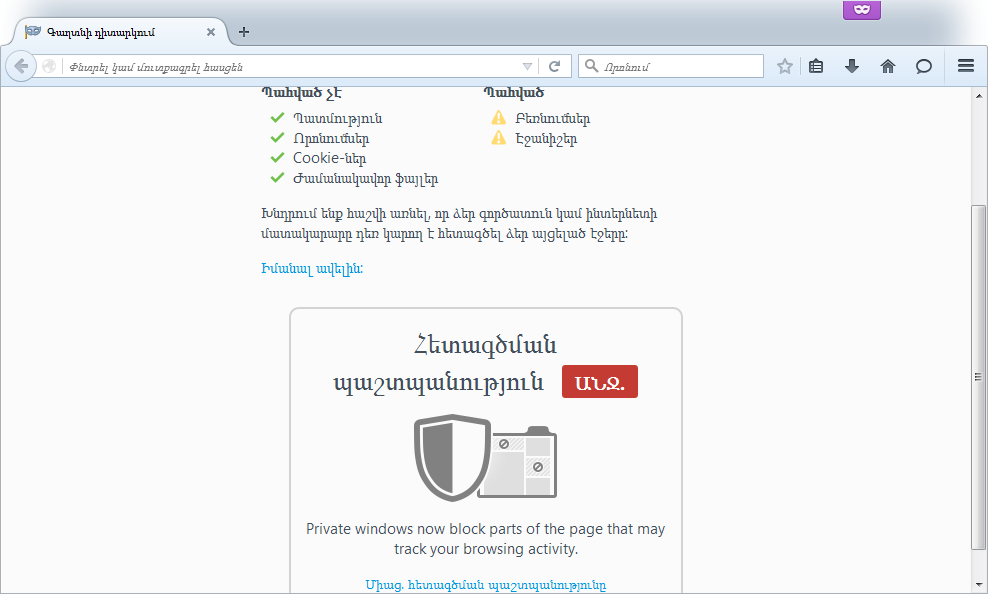 Գաղտնի դիտարկում
Փնտրել կամ մուտքագրել հասցեն
Որոնում
Պահված չէ
Պատմություն
Որոնումներ
Cookie-ներ
Ժամանակավոր ֆայլեր
Պահված
Բեռնումներ
Էջանիշեր
Խնդրում ենք հաշվի առնել, որ ձեր գործատուն կամ ինտերնետի
մատակարարը դեռ կարող է հետագծել ձեր այցելած էջերը:
Իմանալ ավելին:
Հետագծման
պաշտպանություն ԱՆՋ.
Private windows now block parts of the page that may
track your browsing activity.
Միաց. հետագծման պաշտպանությունը